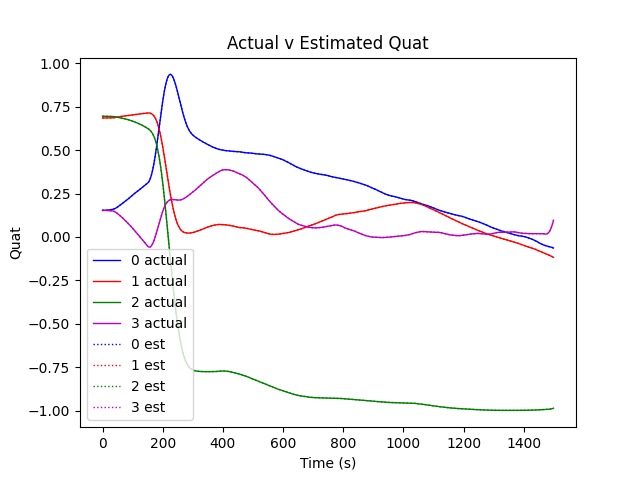 Actual v Estimated Quat
1.00
0.75
0.50
0.25
0.00
−0.25
−0.50
−0.75
−1.00
Quat
0 actual
1 actual
2 actual
3 actual
0 est
1 est
2 est
3 est
0 200 400 600 800 1000 1200 1400
Time (s)